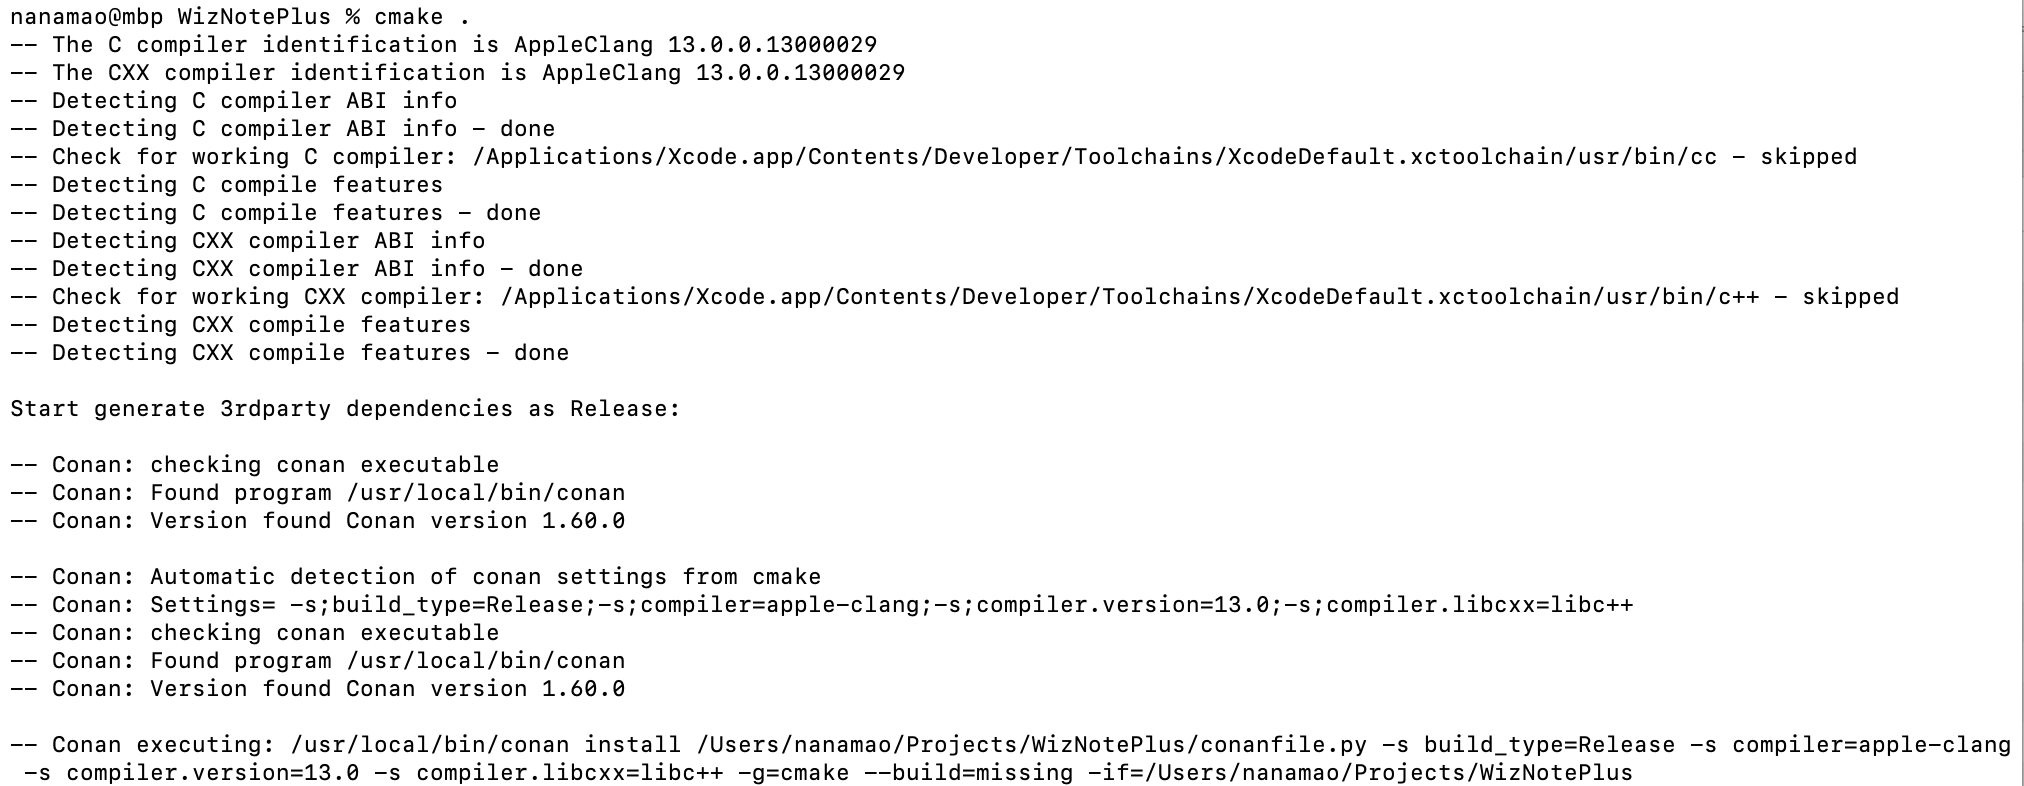 nanamao@mbp WizNotePlus % cmake .
-- The C compiler identification is AppleClang 13.0.0.13000029
-- The CXX compiler identification is AppleClang 13.0.0.13000029
-- Detecting C compiler ABI info
-- Detecting C compiler ABI info - done
-- Check for working C compiler: /Applications/Xcode.app/Contents/Developer/Toolchains/XcodeDefault.xctoolchain/usr/bin/cc - skipped
-- Detecting C compile features
-- Detecting C compile features - done
-- Detecting CXX compiler ABI info
-- Detecting CXX compiler ABI info - done
-- Check for working CXX compiler: /Applications/Xcode.app/Contents/Developer/Toolchains/XcodeDefault.xctoolchain/usr/bin/c++ - skipped
-- Detecting CXX compile features
-- Detecting CXX compile features - done

Start generate 3rdparty dependencies as Release:

-- Conan: checking conan executable
-- Conan: Found program /usr/local/bin/conan
-- Conan: Version found Conan version 1.60.0

-- Conan: Automatic detection of conan settings from cmake
-- Conan: Settings= -s;build_type=Release;-s;compiler=apple-clang;-s;compiler.version=13.0;-s;compiler.libcxx=libc++
-- Conan: checking conan executable
-- Conan: Found program /usr/local/bin/conan
-- Conan: Version found Conan version 1.60.0

-- Conan executing: /usr/local/bin/conan install /Users/nanamao/Projects/WizNotePlus/conanfile.py -s build_type=Release -s compiler=apple-clang
 -s compiler.version=13.0 -s compiler.libcxx=libc++ -g=cmake --build=missing -if=/Users/nanamao/Projects/WizNotePlus